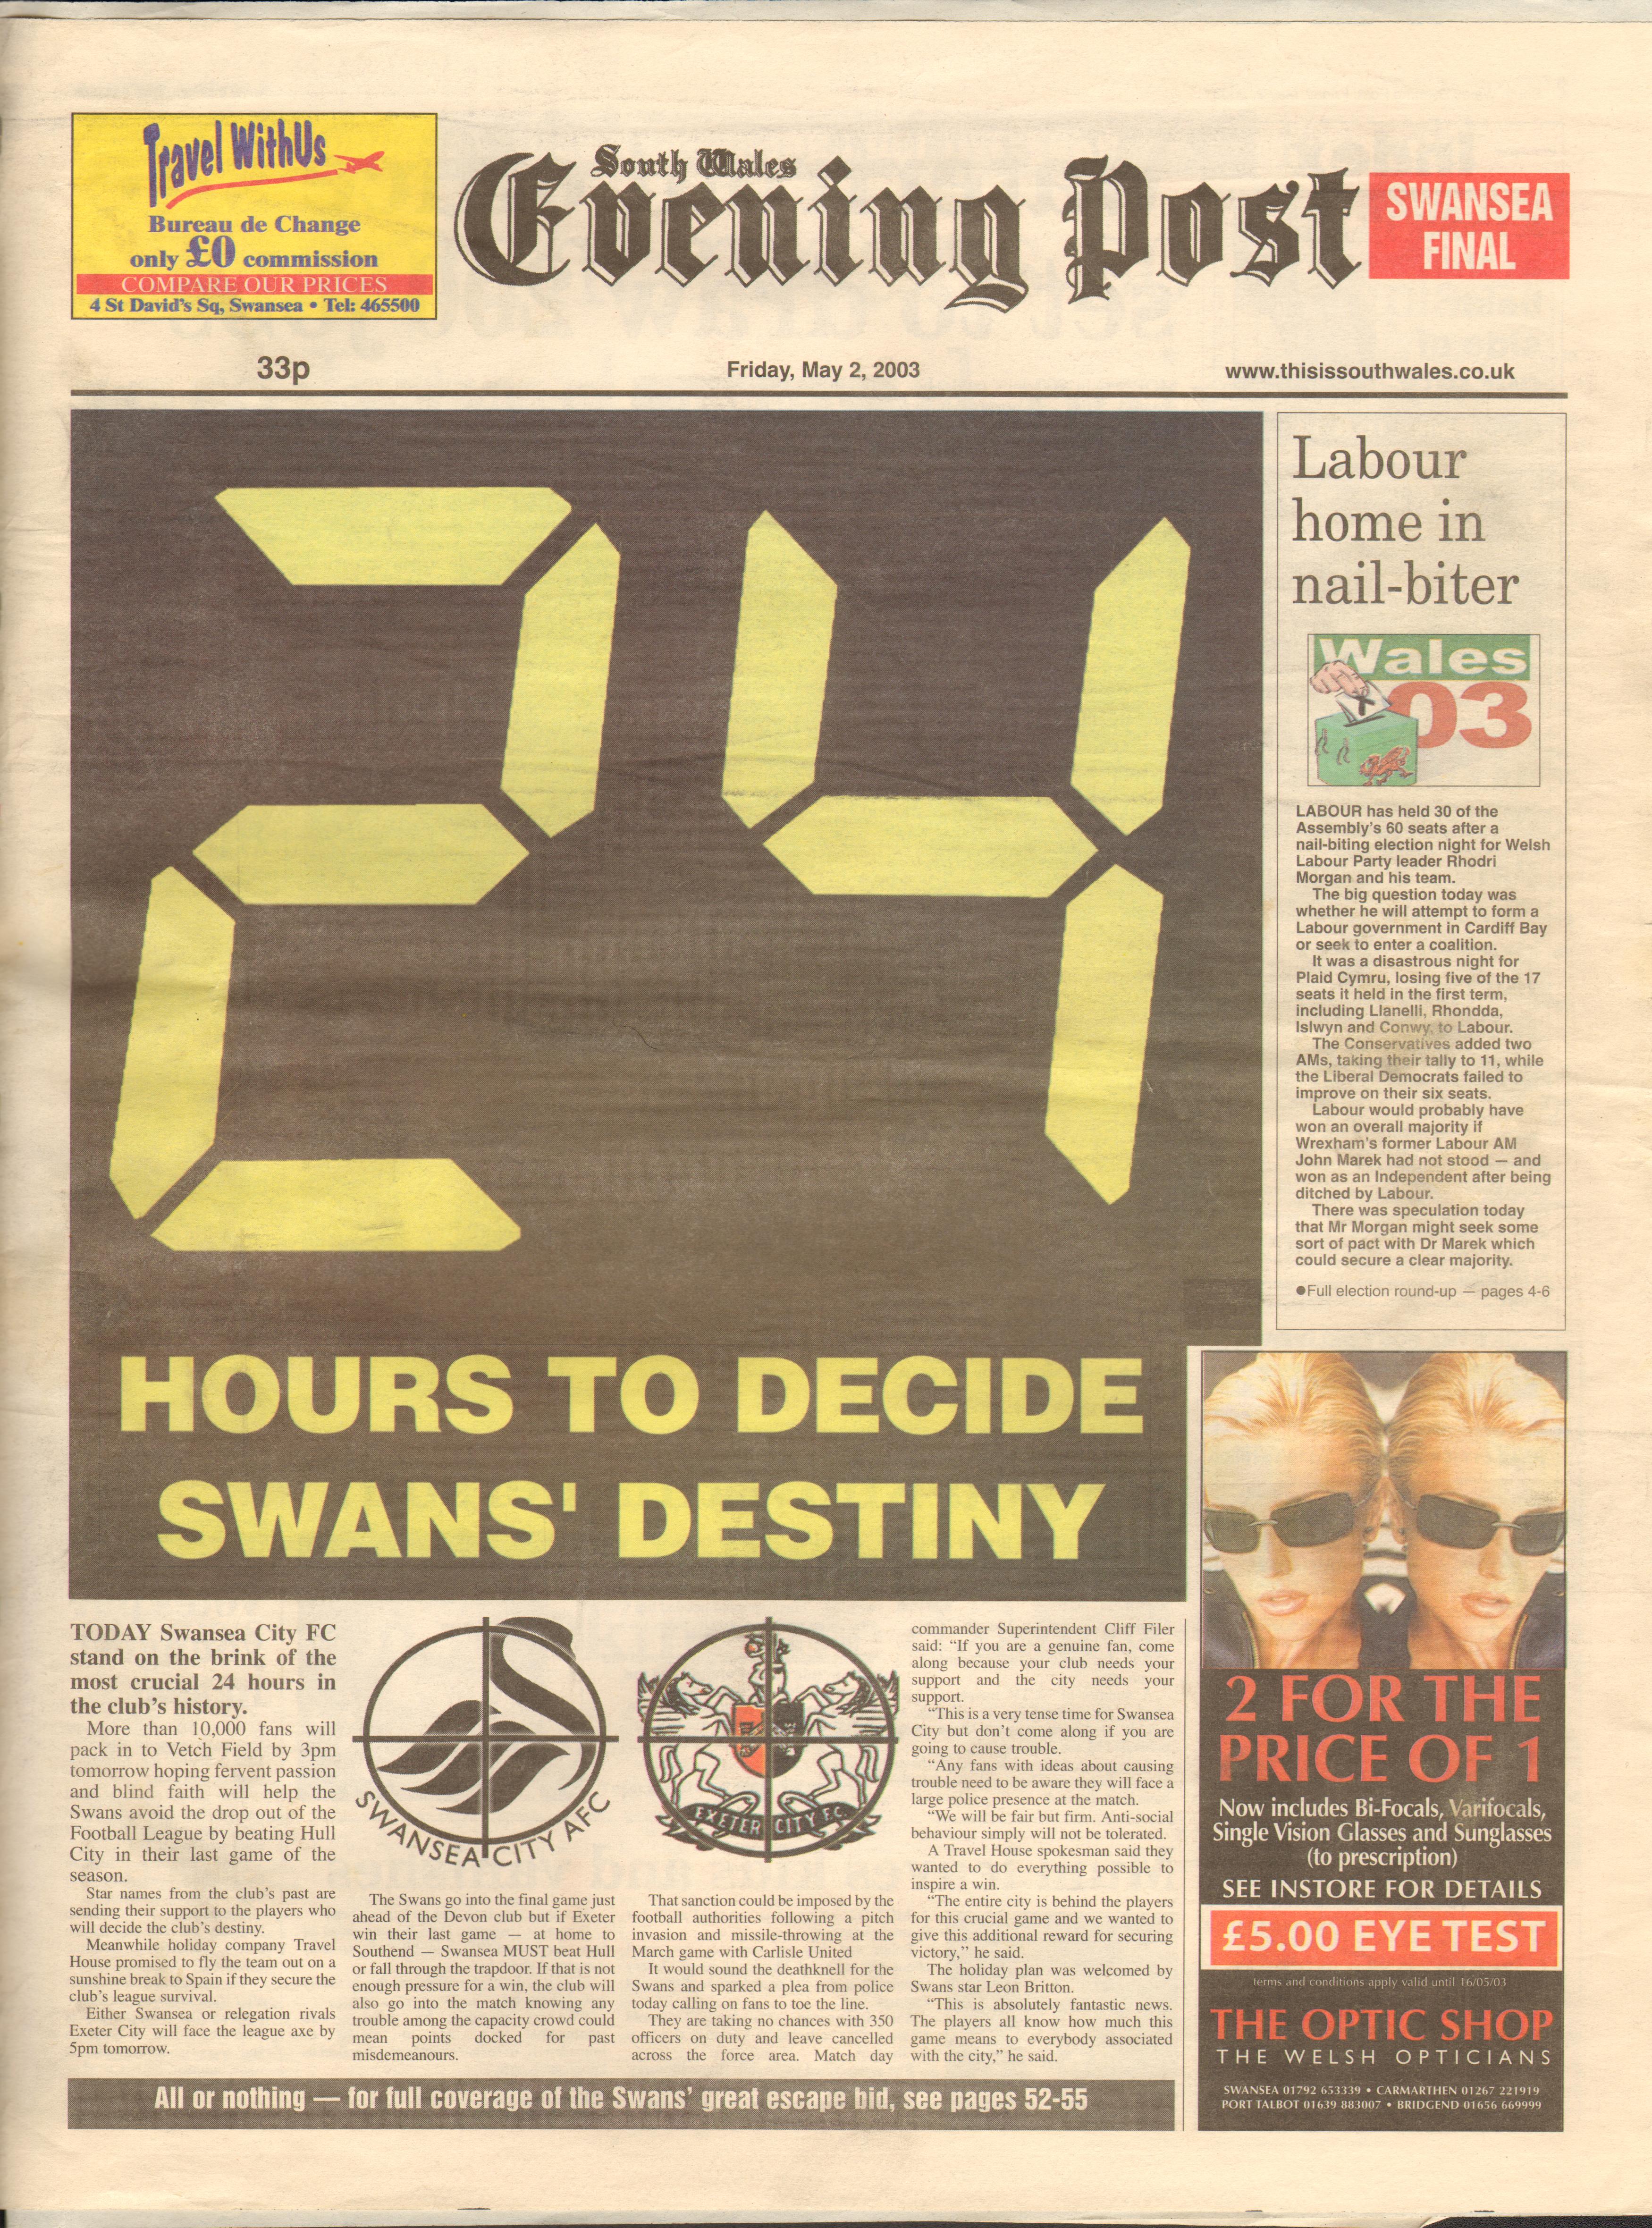 Travel WithUs
Bureau de Change
only £0 commission
COMPARE OUR PRICES
4 St David's Sq, Swansea • Tel: 465500
South Wales
Evening Post
SWANSEA
FINAL
33p
Friday, May 2, 2003
www.thisissouthwales.co.uk
24
HOURS TO DECIDE
SWANS' DESTINY
Labour
home in
nail-biter
Wales
03
LABOUR has held 30 of the
Assembly's 60 seats after a
nail-biting election night for Welsh
Labour Party leader Rhodri
Morgan and his team.
The big question today was
whether he will attempt to form a
Labour government in Cardiff Bay
or seek to enter a coalition.
It was a disastrous night for
Plaid Cymru, losing five of the 17
seats it held in the first term,
including Llanelli, Rhondda,
Islwyn and Conwy, to Labour.
The Conservatives added two
AMs, taking their tally to 11, while
the Liberal Democrats failed to
improve on their six seats.
Labour would probably have
won an overall majority if
Wrexham's former Labour AM
John Marek had not stood — and
won as an Independent after being
ditched by Labour.
There was speculation today
that Mr Morgan might seek some
sort of pact with Dr Marek which
could secure a clear majority.
●Full election round-up — pages 4-6
TODAY Swansea City FC
stand on the brink of the
most crucial 24 hours in
the club's history.
More than 10,000 fans will
pack in to Vetch Field by 3pm
tomorrow hoping fervent passion
and blind faith will help the
Swans avoid the drop out of the
Football League by beating Hull
City in their last game of the
season.
Star names from the club's past are
sending their support to the players who
will decide the club's destiny.
Meanwhile holiday company Travel
House promised to fly the team out on a
sunshine break to Spain if they secure the
club's league survival.
Either Swansea or relegation rivals
Exeter City will face the league axe by
5pm tomorrow.
SWANSEA CITY AFC
The Swans go into the final game just
ahead of the Devon club but if Exeter
win their last game — at home to
Southend — Swansea MUST beat Hull
or fall through the trapdoor. If that is not
enough pressure for a win, the club will
also go into the match knowing any
trouble among the capacity crowd could
mean points docked for past
misdemeanours.
EXETER CITY F.C.
That sanction could be imposed by the
football authorities following a pitch
invasion and missile-throwing at the
March game with Carlisle United
It would sound the deathknell for the
Swans and sparked a plea from police
today calling on fans to toe the line.
They are taking no chances with 350
officers on duty and leave cancelled
across the force area. Match day
commander Superintendent Cliff Filer
said: “If you are a genuine fan, come
along because your club needs your
support and the city needs your
support.
“This is a very tense time for Swansea
City but don't come along if you are
going to cause trouble.
“Any fans with ideas about causing
trouble need to be aware they will face a
large police presence at the match.
“We will be fair but firm. Anti-social
behaviour simply will not be tolerated.
A Travel House spokesman said they
wanted to do everything possible to
inspire a win.
“The entire city is behind the players
for this crucial game and we wanted to
give this additional reward for securing
victory,” he said.
The holiday plan was welcomed by
Swans star Leon Britton.
“This is absolutely fantastic news.
The players all know how much this
game means to everybody associated
with the city,” he said.
All or nothing — for full coverage of the Swans' great escape bid, see pages 52-55
2 FOR THE
PRICE OF 1
Now includes Bi-Focals, Varifocals,
Single Vision Glasses and Sunglasses
(to prescription)
SEE INSTORE FOR DETAILS
£5.00 EYE TEST
terms and conditions apply valid until 16/05/03
THE OPTIC SHOP
THE WELSH OPTICIANS
SWANSEA 01792 653339 • CARMARTHEN 01267 221919
PORT TALBOT 01639 883007 • BRIDGEND 01656 669999